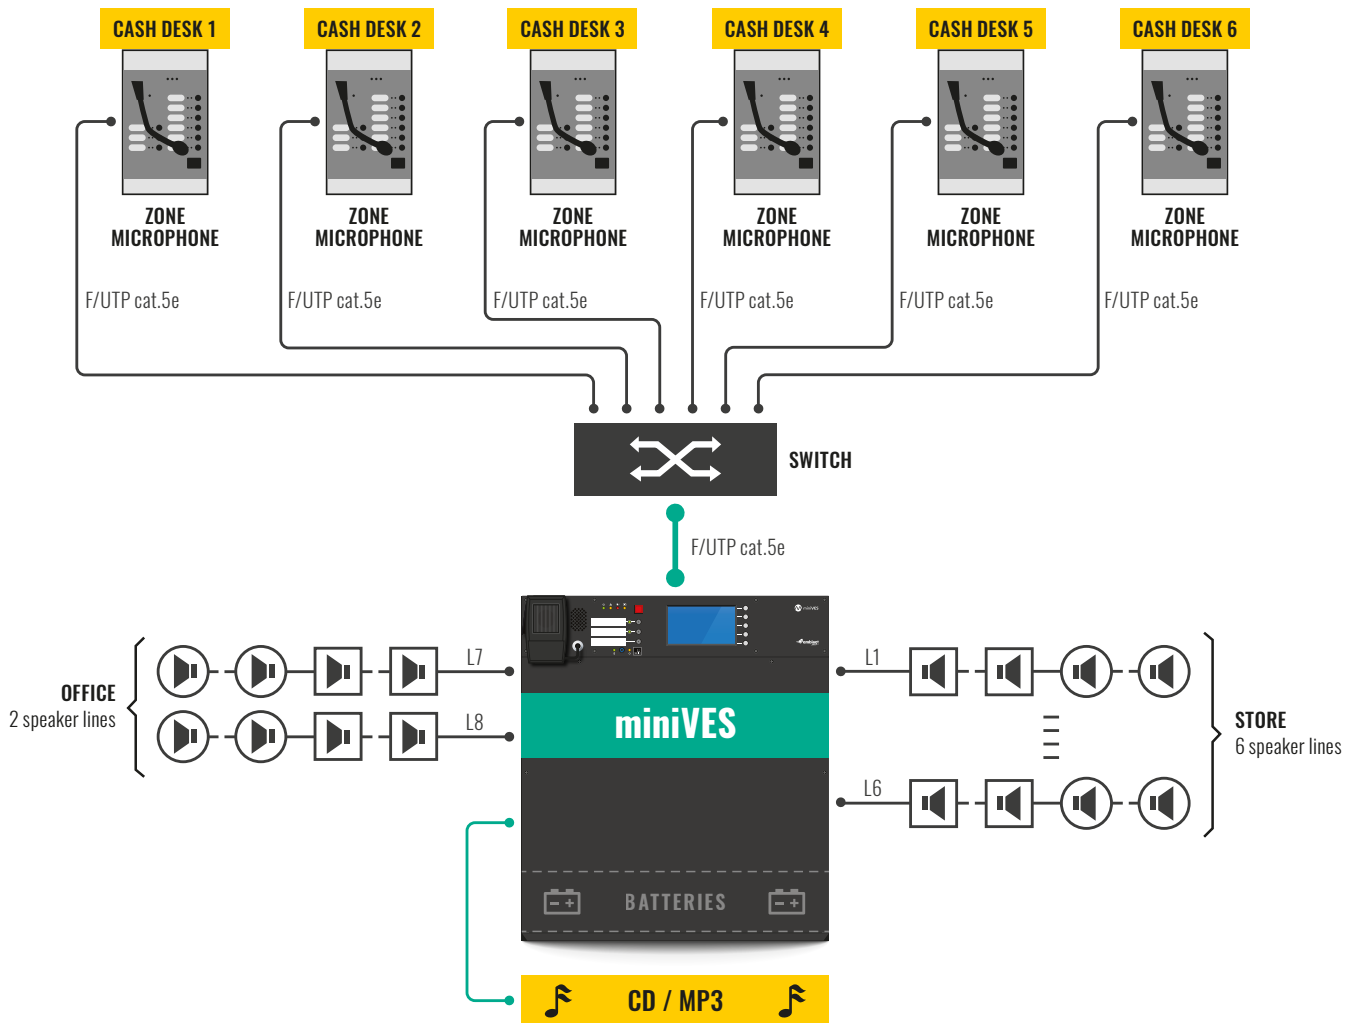 CASH DESK 1
CASH DESK 2
CASH DESK 3
CASH DESK 4
CASH DESK 5
CASH DESK 6
ZONE
MICROPHONE
ZONE
MICROPHONE
ZONE
MICROPHONE
ZONE
MICROPHONE
ZONE
MICROPHONE
ZONE
MICROPHONE
F/UTP cat.5e
F/UTP cat.5e
F/UTP cat.5e
F/UTP cat.5e
F/UTP cat.5e
F/UTP cat.5e
SWITCH
F/UTP cat.5e
miniVES
OFFICE
2 speaker lines
L7
L8
miniVES
L1
L6
STORE
6 speaker lines
BATTERIES
CD / MP3